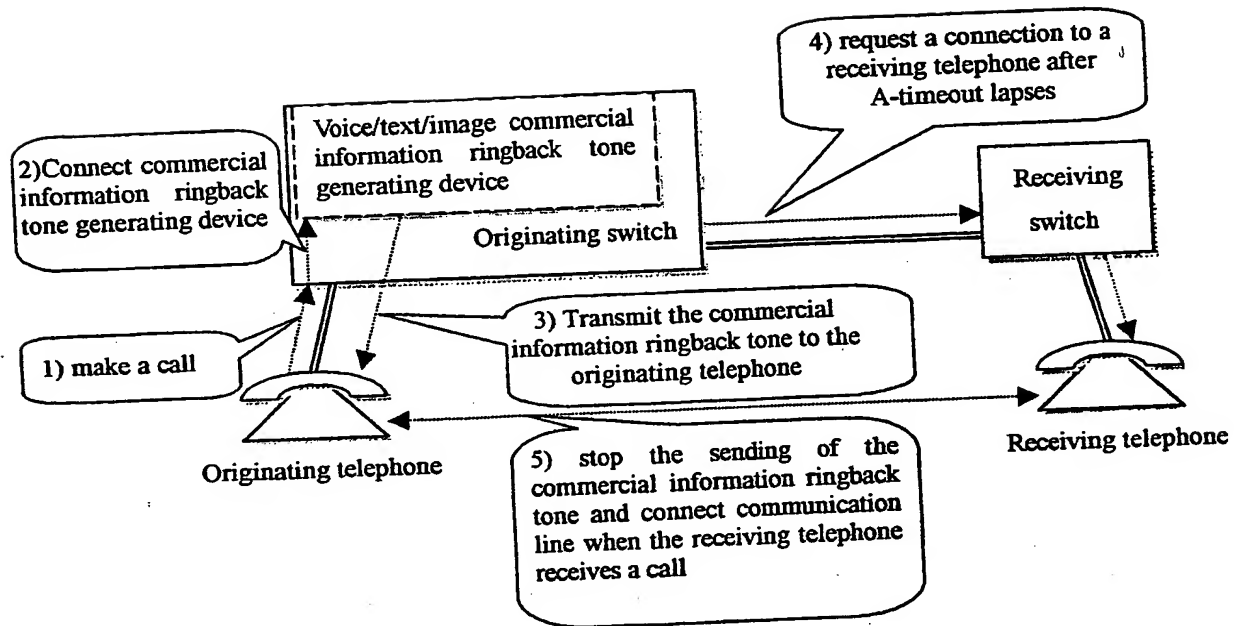 4) request a connection to a
receiving telephone after
A-timeout lapses
Voice/text/image commercial
information ringback tone
generating device
2)Connect commercial
information ringback
tone generating device
Originating switch
Receiving
switch
1) make a call
3) Transmit the commercial
information ringback tone to the
originating telephone
Originating telephone
Receiving telephone
5) stop the sending of the
commercial information ringback
tone and connect communication
line when the receiving telephone
receives a call